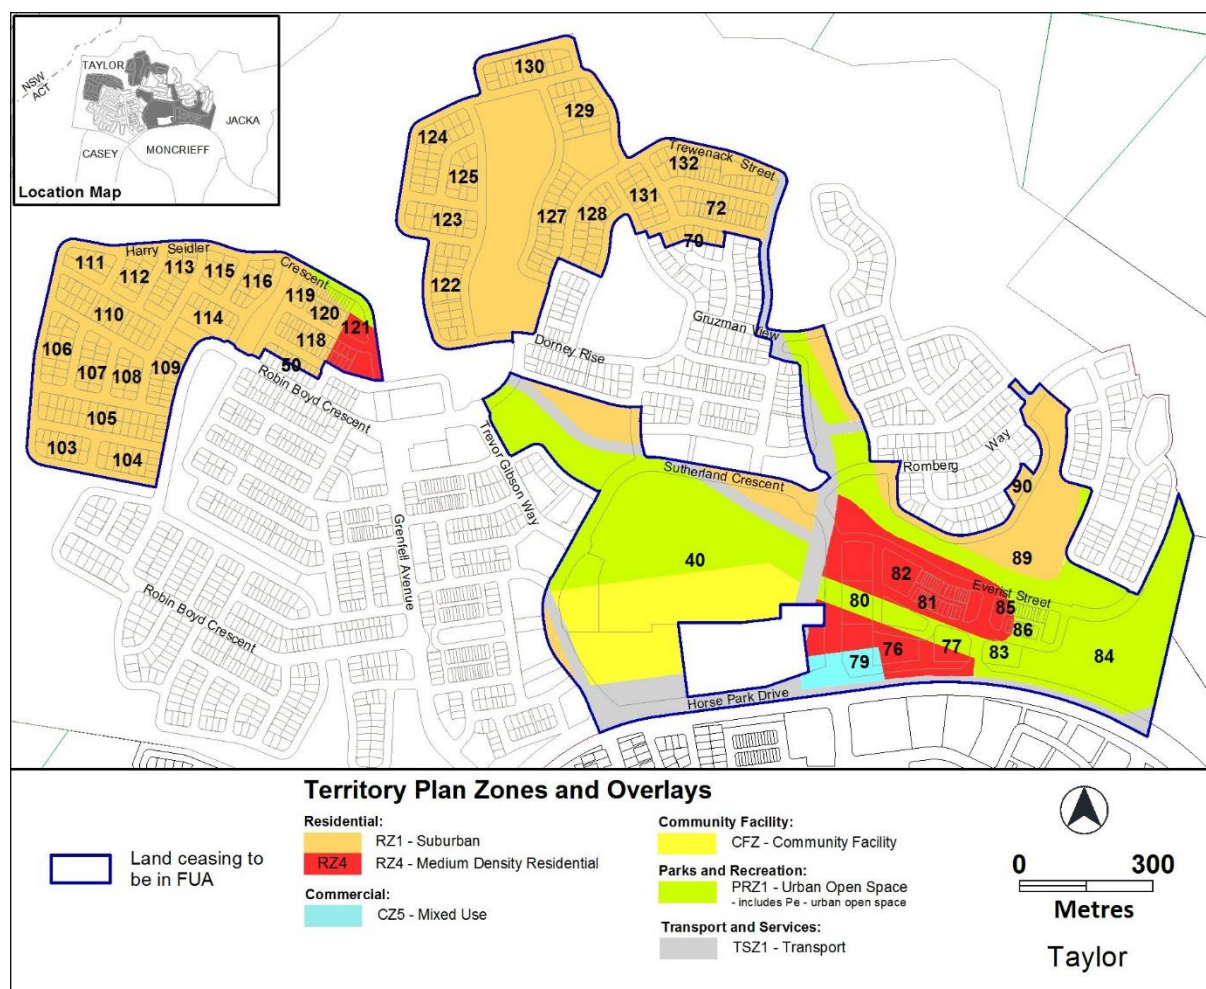 NSW
ACT
TAYLOR
JACKA
CASEY
MONCRIEFF
Location Map
130
129
124
125
123
122
127
128
131
132
Trewenack Street
72
70
Harry Seidler
Crescent
111
112
113
115
116
119
120
121
110
114
118
50
106
107
108
109
105
103
104
Robin Boyd Crescent
Dorney Rise
Gruzman View
Trevor Gibson Way
Grenfell Avenue
Robin Boyd Crescent
Sutherland Crescent
Romberg
Way
90
89
40
82
81
80
Everist Street
85
86
77
83
84
76
79
Horse Park Drive
Territory Plan Zones and Overlays
Land ceasing to
be in FUA
Residential:
RZ1 - Suburban
RZ4
RZ4 - Medium Density Residential
Commercial:
CZ5 - Mixed Use
Community Facility:
CFZ - Community Facility
Parks and Recreation:
PRZ1 - Urban Open Space
- includes Pe - urban open space
Transport and Services:
TSZ1 - Transport
0
300
Metres
Taylor